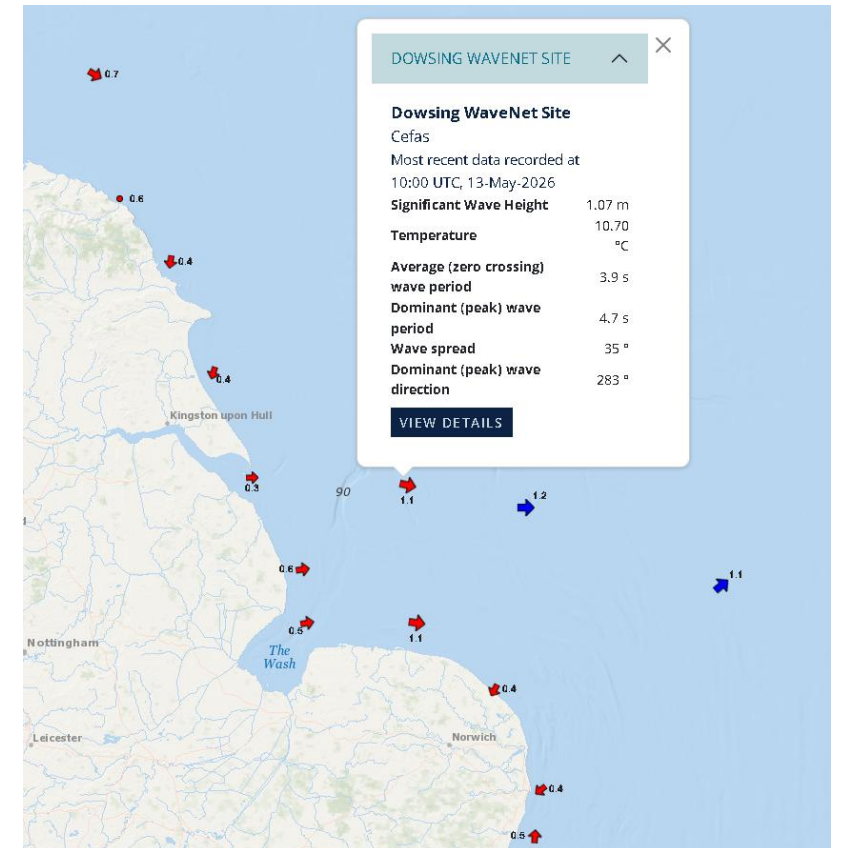 DOWSING WAVENET SITE
Dowsing WaveNet Site
Cefas
Most recent data recorded at
10:00 UTC, 13-May-2026
Significant Wave Height 1.07 m
Temperature 10.70 °C
Average (zero crossing)
wave period 3.9 s
Dominant (peak) wave
period 4.7 s
Wave spread 35 °
Dominant (peak) wave
direction 283 °
VIEW DETAILS
0.7
0.6
0.4
0.4
Kingston upon Hull
0.3
90
1.1
1.2
0.6
1.1
0.5
1.1
Nottingham
The
Wash
0.4
Leicester
Norwich
0.4
0.5